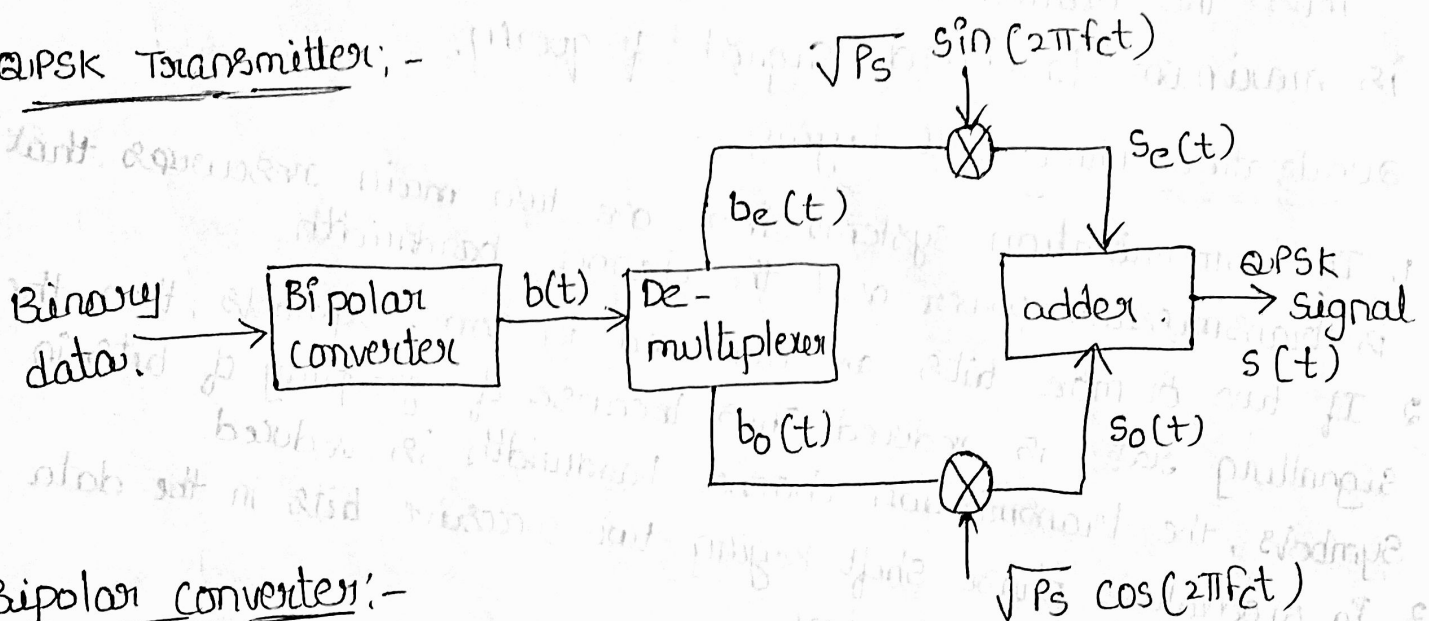 QPSK Transmitter:-
√Ps sin (2πfct)
Se(t)
be(t)
Binary data.
Bipolar converter
b(t)
De-multiplexer
adder.
QPSK signal s(t)
bo(t)
So(t)
√Ps cos(2πfct)
Bipolar converter:-